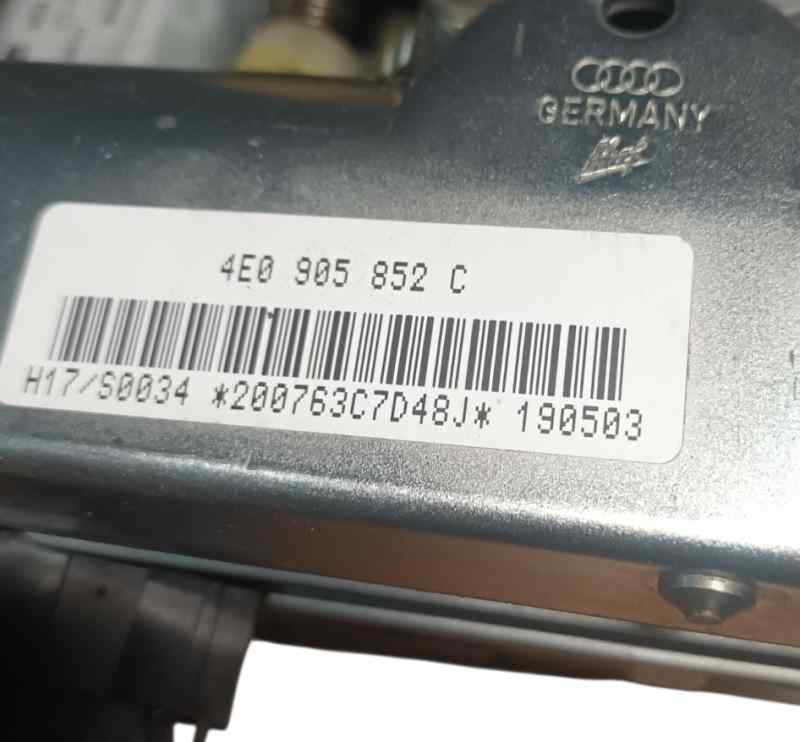 GERMANY
4E0 905 852 C
H17/S0034 *200763C7D48J* 190503